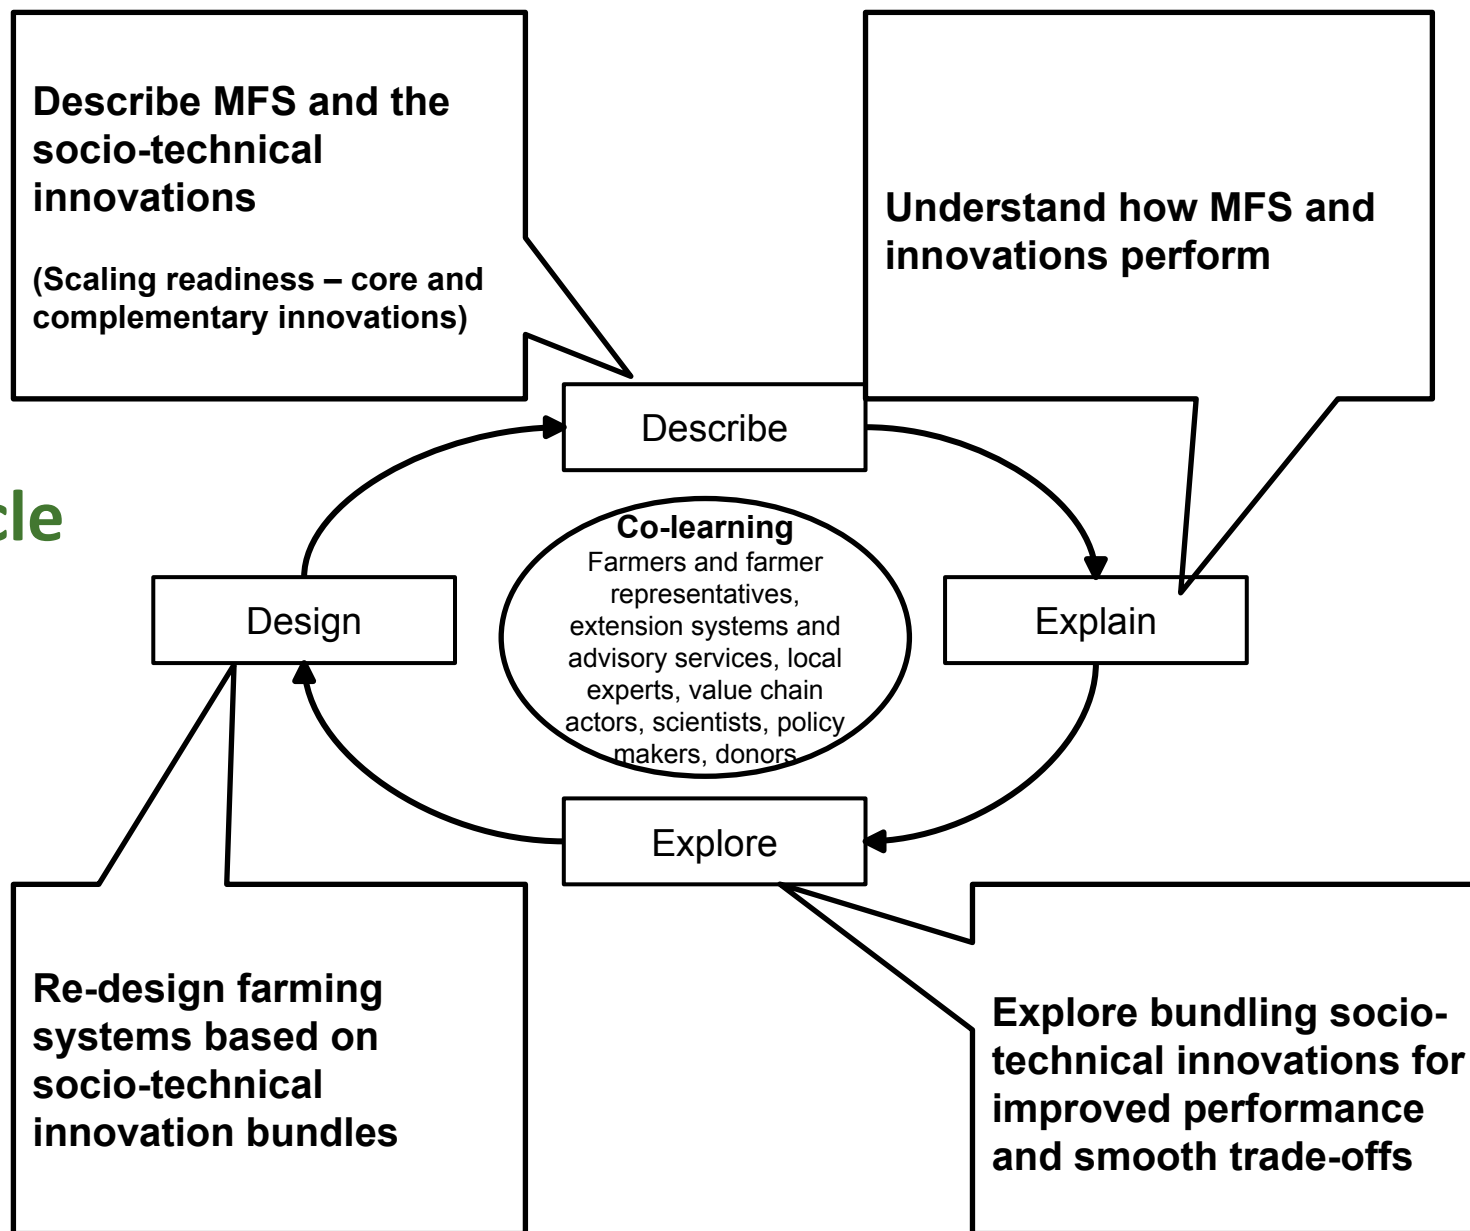 Describe MFS and the
socio-technical
innovations
(Scaling readiness – core and
complementary innovations)
Understand how MFS and
innovations perform
Describe
cle
Co-learning
Farmers and farmer
representatives,
extension systems and
advisory services, local
experts, value chain
actors, scientists, policy
makers, donors
Design
Explain
Explore
Re-design farming
systems based on
socio-technical
innovation bundles
Explore bundling socio-
technical innovations for
improved performance
and smooth trade-offs